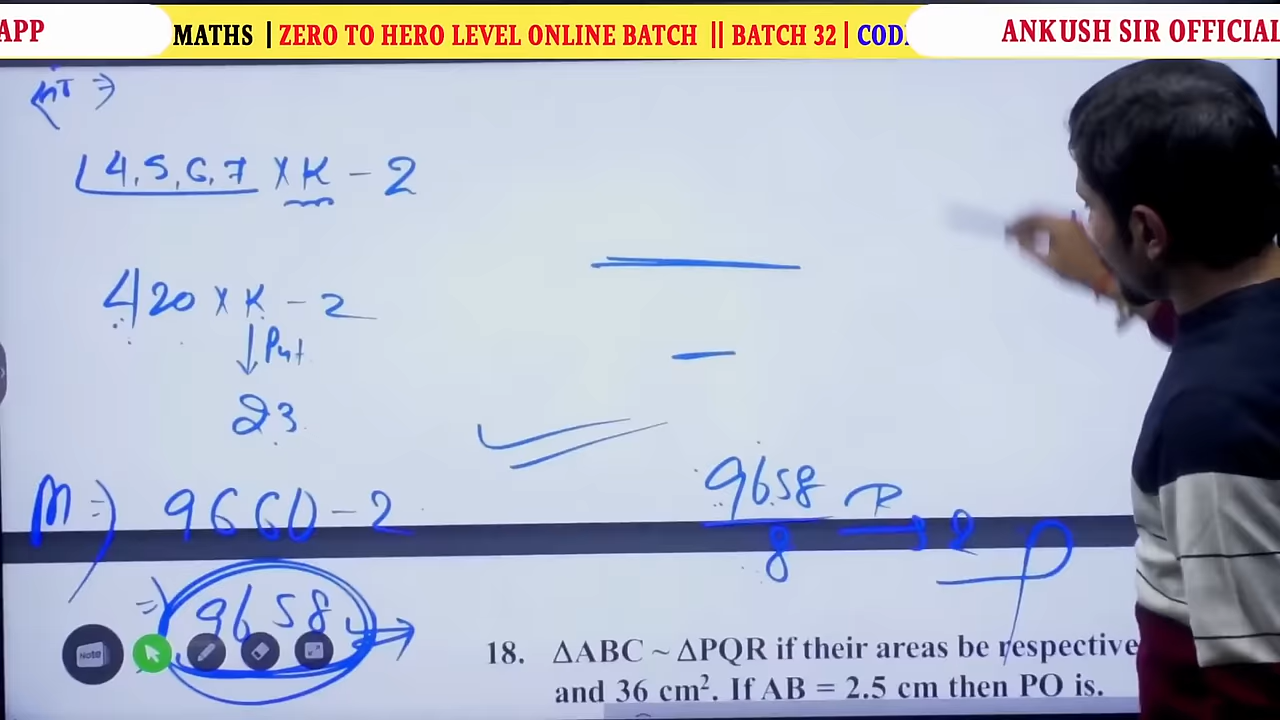 APP
MATHS | ZERO TO HERO LEVEL ONLINE BATCH || BATCH 32 | COD
ANKUSH SIR OFFICIAL
4,5,6,7 × K - 2
420 × K - 2
Put
23
⇒ 9660 - 2
⇒ 9658
9658
8
R
2
Note
18. ΔABC ~ ΔPQR if their areas be respective
and 36 cm². If AB = 2.5 cm then PQ is.